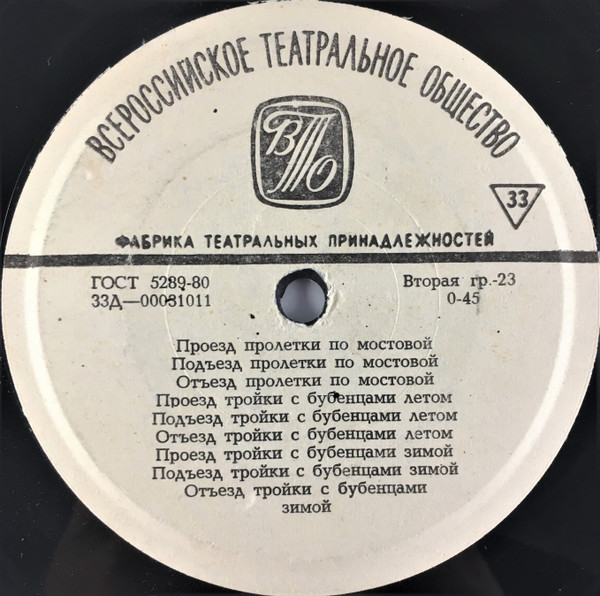 ВСЕРОССИЙСКОЕ ТЕАТРАЛЬНОЕ ОБЩЕСТВО
ВТО
33
ФАБРИКА ТЕАТРАЛЬНЫХ ПРИНАДЛЕЖНОСТЕЙ
ГОСТ 5289-80
33Д—00031011
Вторая гр.-23
0-45
Проезд пролетки по мостовой
Подъезд пролетки по мостовой
Отъезд пролетки по мостовой
Проезд тройки с бубенцами летом
Подъезд тройки с бубенцами летом
Отъезд тройки с бубенцами летом
Проезд тройки с бубенцами зимой
Подъезд тройки с бубенцами зимой
Отъезд тройки с бубенцами
зимой